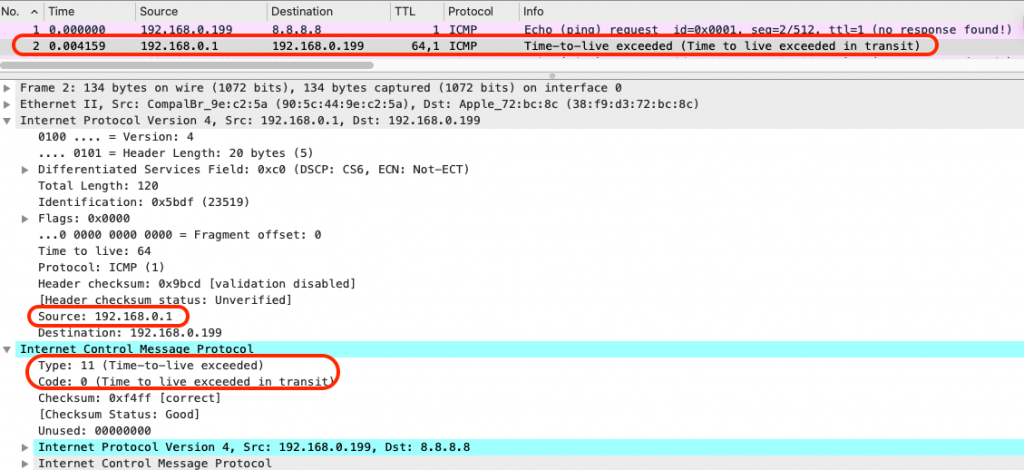 No. Time Source Destination TTL Protocol Info
1 0.000000 192.168.0.199 8.8.8.8 1 ICMP Echo (ping) request id=0x0001, seq=2/512, ttl=1 (no response found!)
2 0.004159 192.168.0.1 192.168.0.199 64,1 ICMP Time-to-live exceeded (Time to live exceeded in transit)
Frame 2: 134 bytes on wire (1072 bits), 134 bytes captured (1072 bits) on interface 0
Ethernet II, Src: CompalBr_9e:c2:5a (90:5c:44:9e:c2:5a), Dst: Apple_72:bc:8c (38:f9:d3:72:bc:8c)
Internet Protocol Version 4, Src: 192.168.0.1, Dst: 192.168.0.199
0100 .... = Version: 4
.... 0101 = Header Length: 20 bytes (5)
Differentiated Services Field: 0xc0 (DSCP: CS6, ECN: Not-ECT)
Total Length: 120
Identification: 0x5bdf (23519)
Flags: 0x0000
...0 0000 0000 0000 = Fragment offset: 0
Time to live: 64
Protocol: ICMP (1)
Header checksum: 0x9bcd [validation disabled]
[Header checksum status: Unverified]
Source: 192.168.0.1
Destination: 192.168.0.199
Internet Control Message Protocol
Type: 11 (Time-to-live exceeded)
Code: 0 (Time to live exceeded in transit)
Checksum: 0xf4ff [correct]
[Checksum Status: Good]
Unused: 00000000
Internet Protocol Version 4, Src: 192.168.0.199, Dst: 8.8.8.8
Internet Control Message Protocol